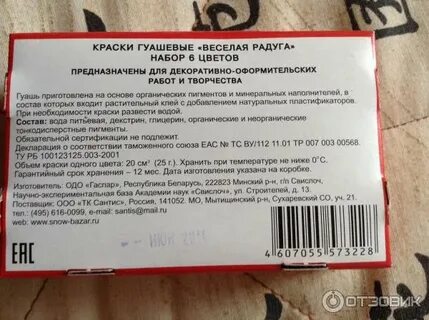 КРАСКИ ГУАШЕВЫЕ «ВЕСЕЛАЯ РАДУГА»
НАБОР 6 ЦВЕТОВ
ПРЕДНАЗНАЧЕНЫ ДЛЯ ДЕКОРАТИВНО-ОФОРМИТЕЛЬСКИХ
РАБОТ И ТВОРЧЕСТВА
Гуашь приготовлена на основе органических пигментов и минеральных наполнителей, в
состав которых входит растительный клей с добавлением натуральных пластификаторов.
При необходимости краски развести водой.
Состав: вода питьевая, декстрин, глицерин, органические и неорганические
тонкодисперсные пигменты.
Обязательной сертификации не подлежит.
Декларация о соответствии таможенного союза ЕАС № ТС BY/112 11.01 ТР 007 003 00568.
ТУ РБ 100123125.003-2001
Объем краски одного цвета: 20 см³ (25 г.). Хранить при температуре не ниже 0°С.
Гарантийный срок хранения – 12 мес. Дата изготовления указана на коробке.
Изготовитель: ОДО «Гаспар», Республика Беларусь, 222823 Минский р-н, г/п Свислочь,
Научно-экспериментальная база Академии наук «Свислочь», ул. Строителей, д. 13.
Поставщик: ООО «ТК Сантис», Россия, 141052. МО, Мытищинский р-н, Сухаревский СО, уч. 21.
тел.: (495) 616-0099, e-mail: santis@mail.ru
web: www.snow-bazar.ru
ЕАС
4607055573228
ОТЗОВИК